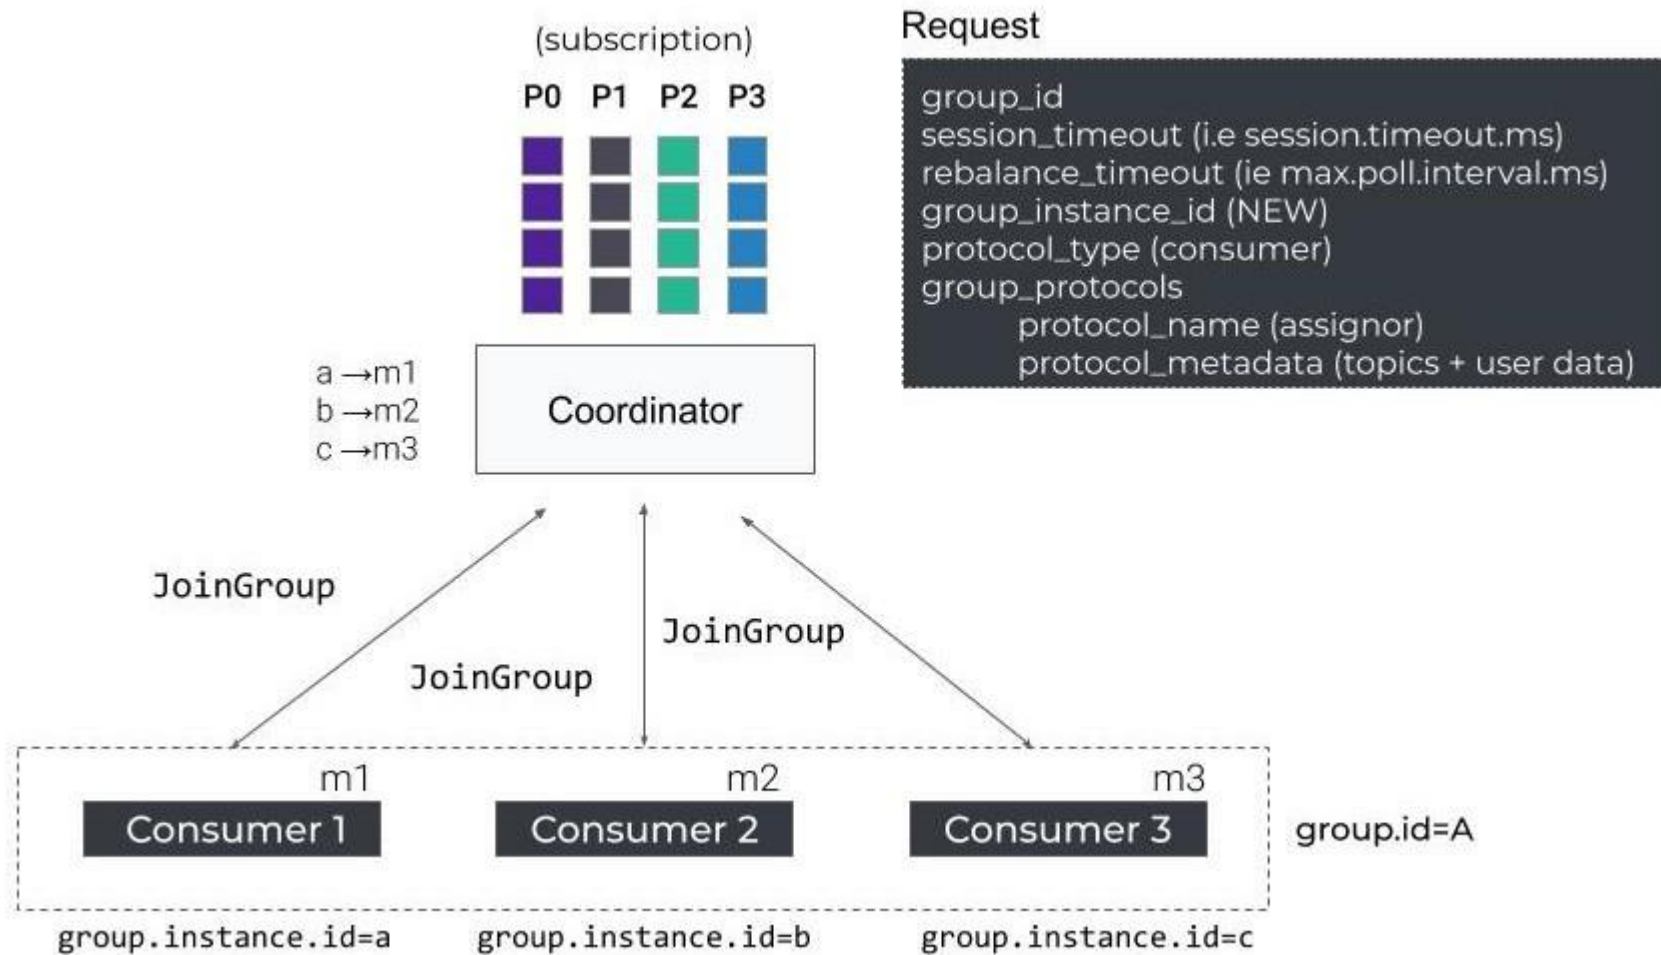 (subscription)
P0 P1 P2 P3
Request
group_id
session_timeout (i.e session.timeout.ms)
rebalance_timeout (ie max.poll.interval.ms)
group_instance_id (NEW)
protocol_type (consumer)
group_protocols
protocol_name (assignor)
protocol_metadata (topics + user data)
a →m1
b →m2
c →m3
Coordinator
JoinGroup
JoinGroup
JoinGroup
m1
m2
m3
Consumer 1
Consumer 2
Consumer 3
group.id=A
group.instance.id=a
group.instance.id=b
group.instance.id=c